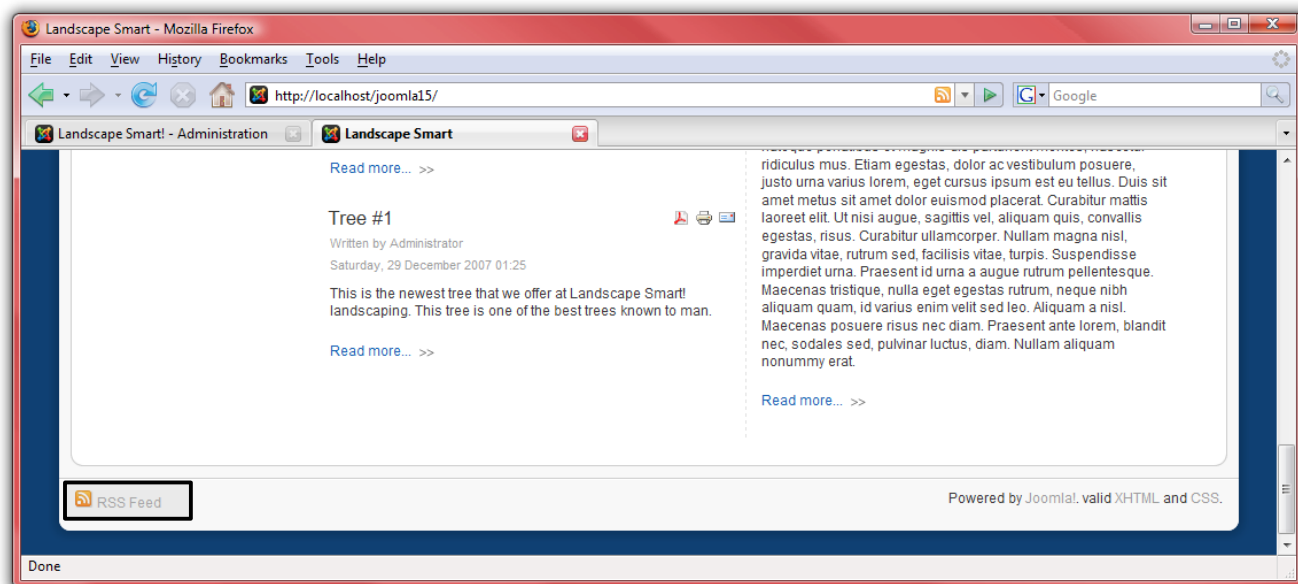 Landscape Smart - Mozilla Firefox
File Edit View History Bookmarks Tools Help
http://localhost/joomla15/
G Google
Landscape Smart! - Administration
Landscape Smart
Read more... >>
Tree #1
Written by Administrator
Saturday, 29 December 2007 01:25
This is the newest tree that we offer at Landscape Smart!
landscaping. This tree is one of the best trees known to man.
Read more... >>
ridiculus mus. Etiam egestas, dolor ac vestibulum posuere,
justo urna varius lorem, eget cursus ipsum est eu tellus. Duis sit
amet metus sit amet dolor euismod placerat. Curabitur mattis
laoreet elit. Ut nisi augue, sagittis vel, aliquam quis, convallis
egestas, risus. Curabitur ullamcorper. Nullam magna nisl,
gravida vitae, rutrum sed, facilisis vitae, turpis. Suspendisse
imperdiet urna. Praesent id urna a augue rutrum pellentesque.
Maecenas tristique, nulla eget egestas rutrum, neque nibh
aliquam quam, id varius enim velit sed leo. Aliquam a nisl.
Maecenas posuere risus nec diam. Praesent ante lorem, blandit
nec, sodales sed, pulvinar luctus, diam. Nullam aliquam
nonummy erat.
Read more... >>
RSS Feed
Powered by Joomla!. valid XHTML and CSS.
Done